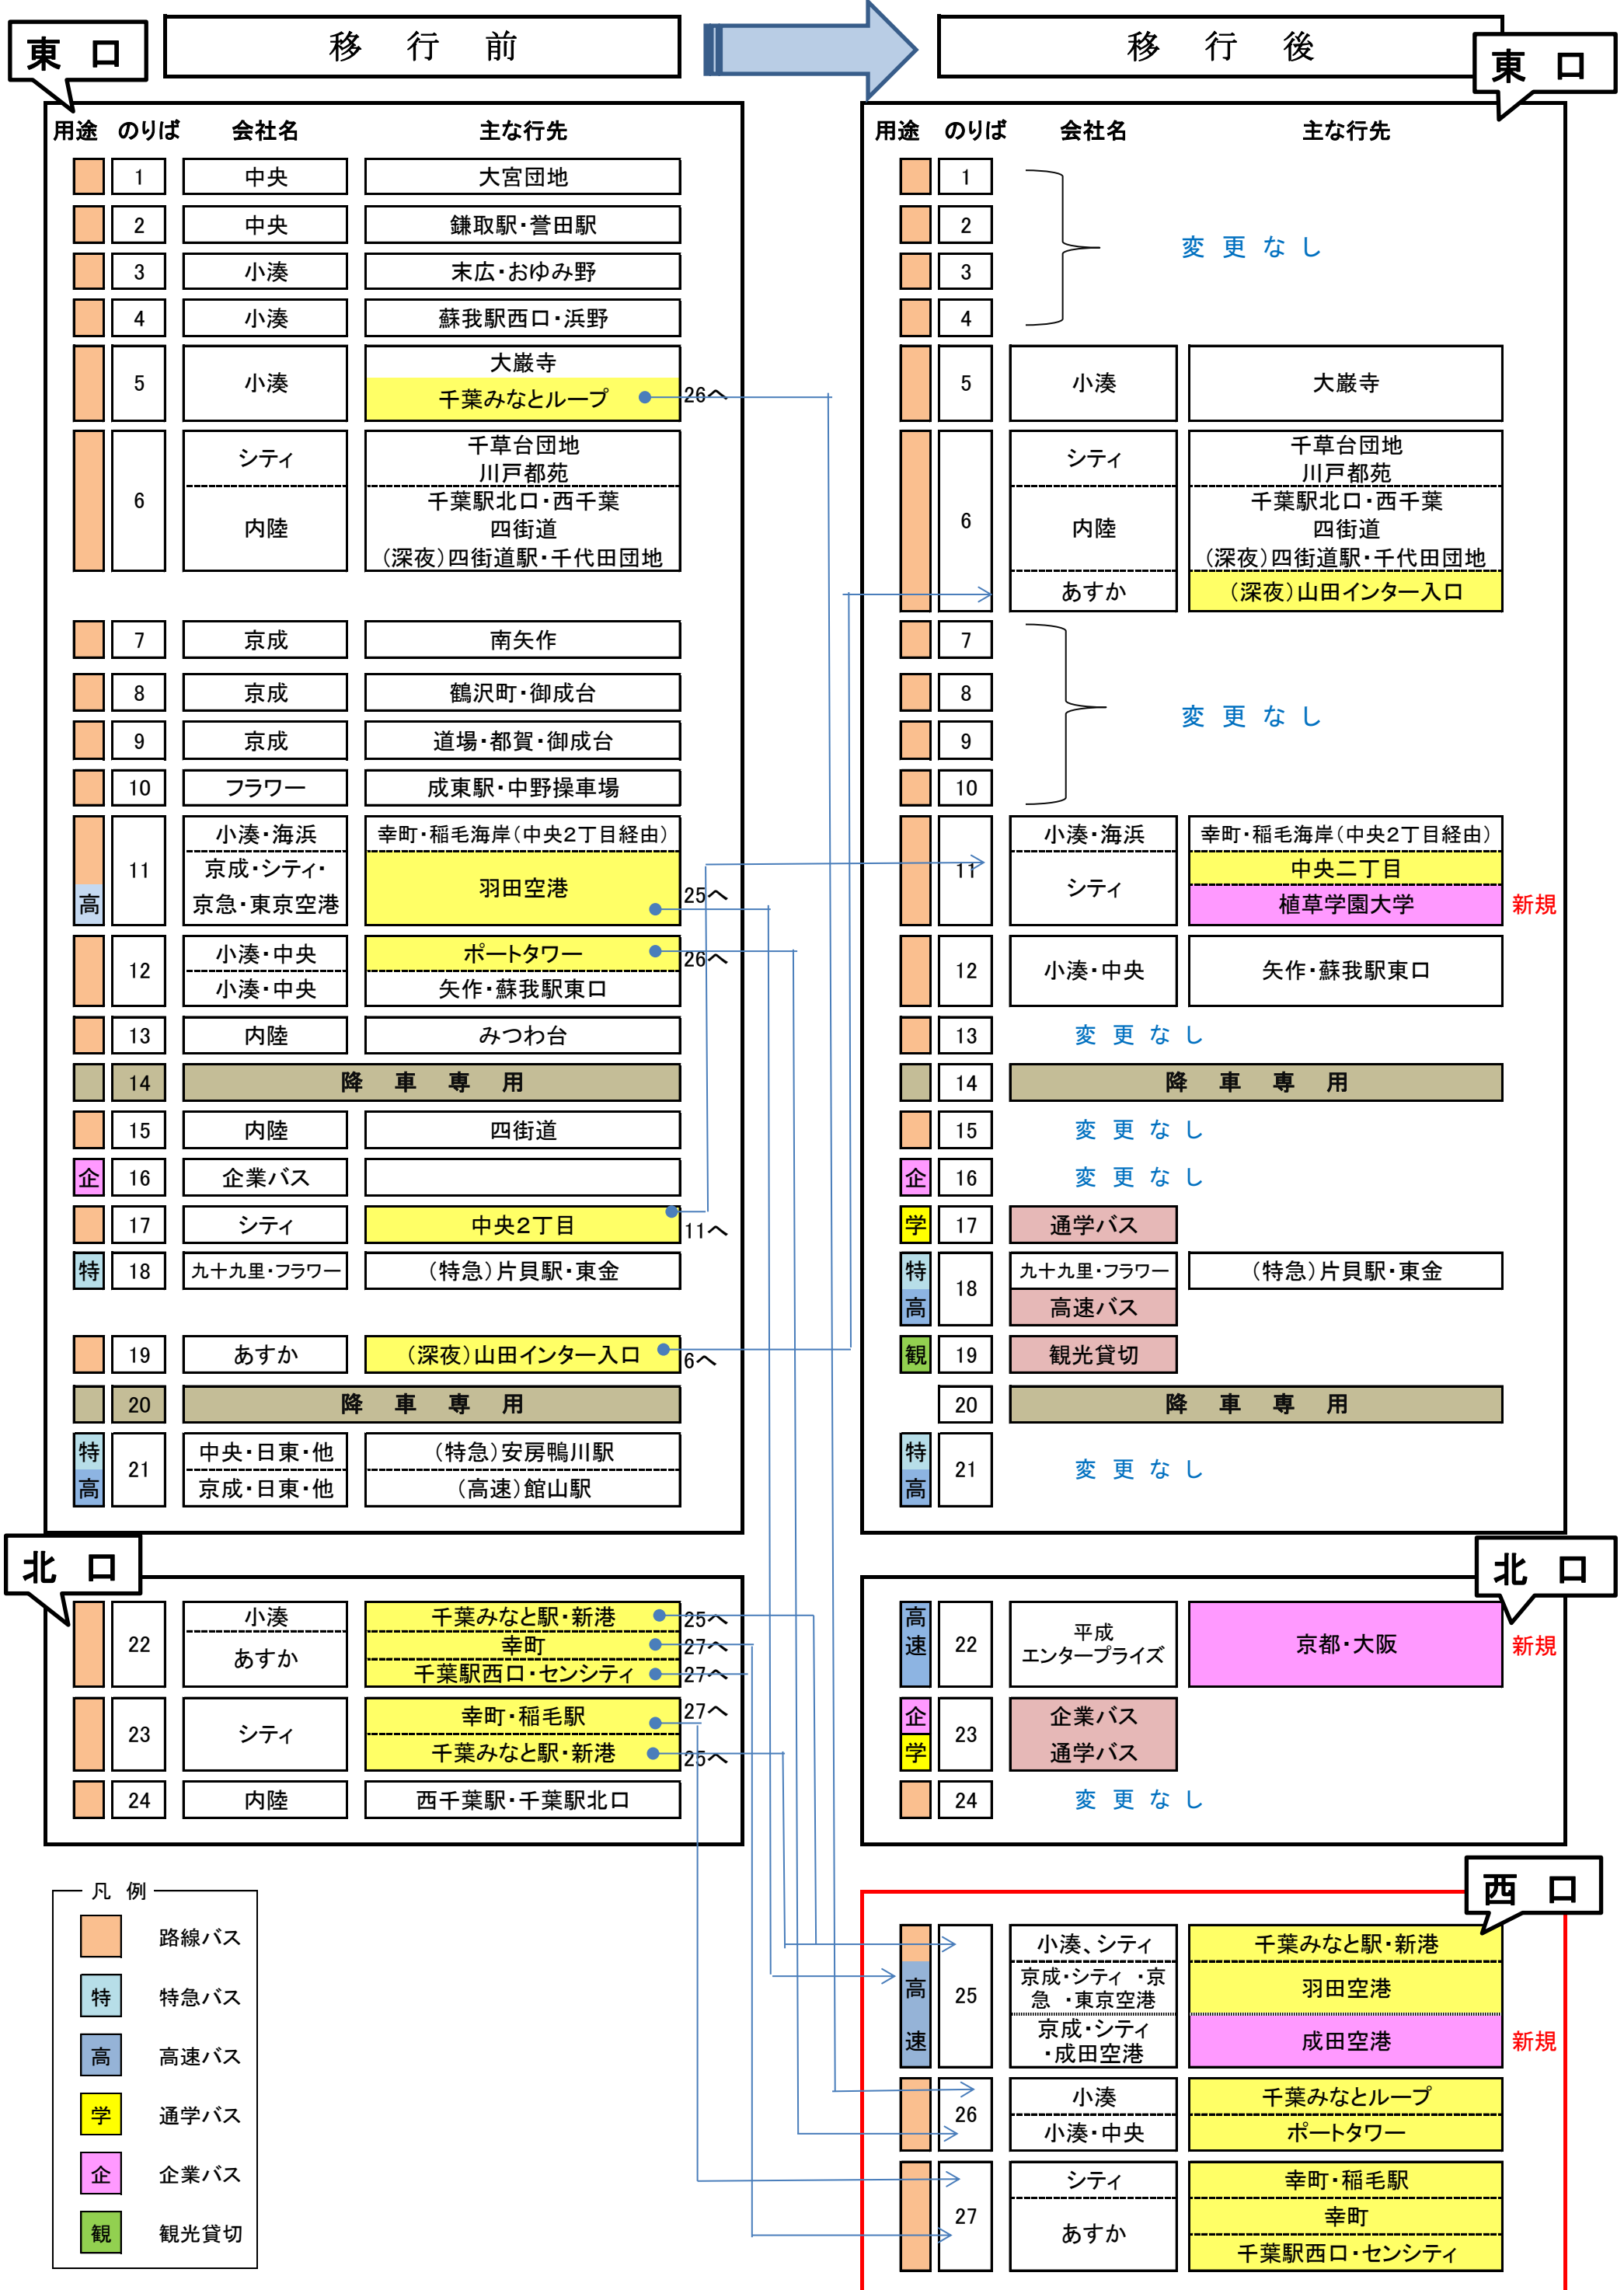 東 口
移 行 前
用途 のりば 会社名 主な行先
1 中央 大宮団地
2 中央 鎌取駅・誉田駅
3 小湊 末広・おゆみ野
4 小湊 蘇我駅西口・浜野
5 小湊 大巌寺
千葉みなとループ 26へ
6 シティ 千草台団地
川戸都苑
内陸 千葉駅北口・西千葉
四街道
（深夜）四街道駅・千代田団地
7 京成 南矢作
8 京成 鶴沢町・御成台
9 京成 道場・都賀・御成台
10 フラワー 成東駅・中野操車場
11 小湊・海浜 幸町・稲毛海岸（中央２丁目経由）
高 京成・シティ・
京急・東京空港 羽田空港 25へ
12 小湊・中央 ポートタワー 26へ
小湊・中央 矢作・蘇我駅東口
13 内陸 みつわ台
14 降 車 専 用
15 内陸 四街道
企 16 企業バス
17 シティ 中央２丁目 11へ
特 18 九十九里・フラワー （特急）片貝駅・東金
19 あすか （深夜）山田インター入口 6へ
20 降 車 専 用
特 高 21 中央・日東・他 （特急）安房鴨川駅
京成・日東・他 （高速）館山駅
北 口
22 小湊 千葉みなと駅・新港 25へ
あすか 幸町 27へ
千葉駅西口・センシティ 27へ
23 シティ 幸町・稲毛駅 27へ
千葉みなと駅・新港 25へ
24 内陸 西千葉駅・千葉駅北口
凡 例
路線バス
特 特急バス
高 高速バス
学 通学バス
企 企業バス
観 観光貸切
移 行 後
東 口
用途 のりば 会社名 主な行先
1
2
3
4
変 更 な し
5 小湊 大巌寺
6 シティ 千草台団地
川戸都苑
内陸 千葉駅北口・西千葉
四街道
（深夜）四街道駅・千代田団地
あすか （深夜）山田インター入口
7
8
9
10
変 更 な し
11 小湊・海浜 幸町・稲毛海岸（中央２丁目経由）
シティ 中央二丁目
植草学園大学 新規
12 小湊・中央 矢作・蘇我駅東口
13 変 更 な し
14 降 車 専 用
15 変 更 な し
企 16 変 更 な し
学 17 通学バス
特 18 九十九里・フラワー （特急）片貝駅・東金
高 高速バス
観 19 観光貸切
20 降 車 専 用
特 高 21 変 更 な し
北 口
高速 22 平成
エンタープライズ 京都・大阪 新規
企 23 企業バス
学 通学バス
24 変 更 な し
西 口
25 小湊、シティ 千葉みなと駅・新港
高速 京成・シティ ・京
急 ・東京空港 羽田空港
京成・シティ
・成田空港 成田空港 新規
26 小湊 千葉みなとループ
小湊・中央 ポートタワー
27 シティ 幸町・稲毛駅
あすか 幸町
千葉駅西口・センシティ